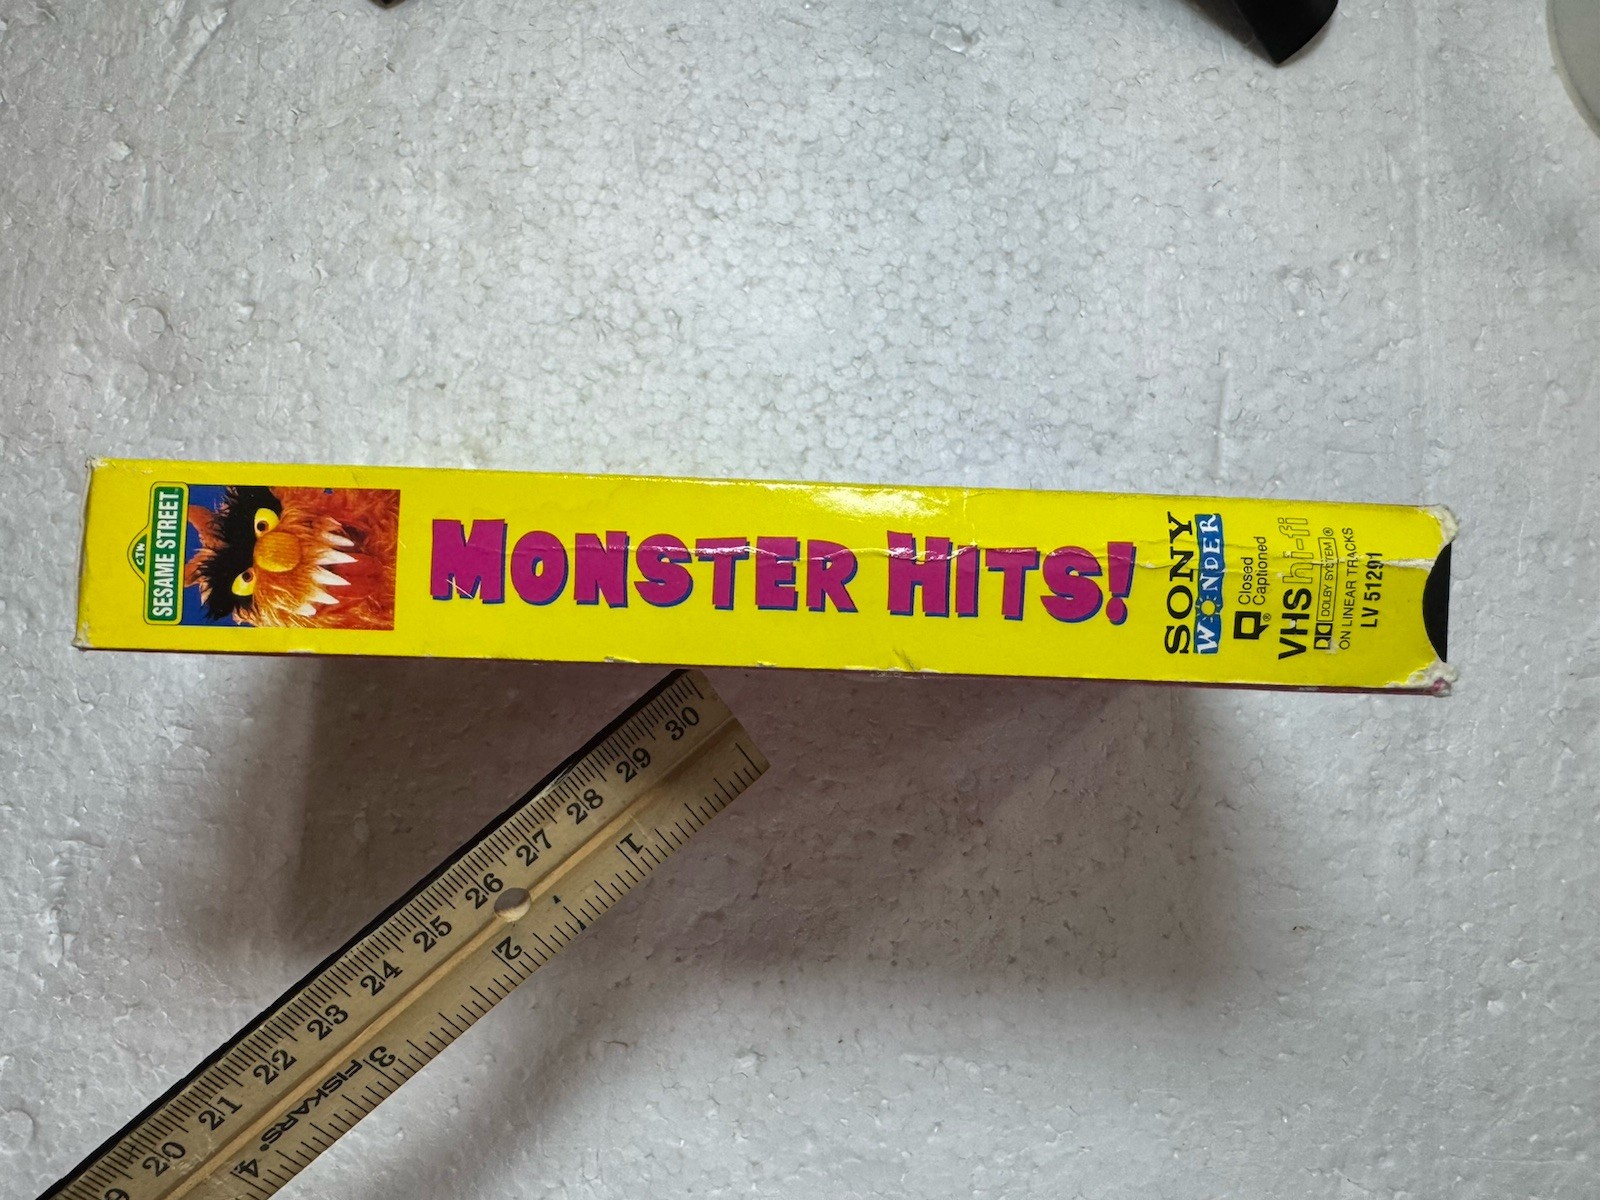 CTW
SESAME STREET
MONSTER HITS!
SONY
WONDER
® Closed
Captioned
VHS hi-fi
DOLBY SYSTEM®
ON LINEAR TRACKS
LV 51291
30
29
28
27
26
25
24
23
22
21
20
1
2
3
4
FISKARS®